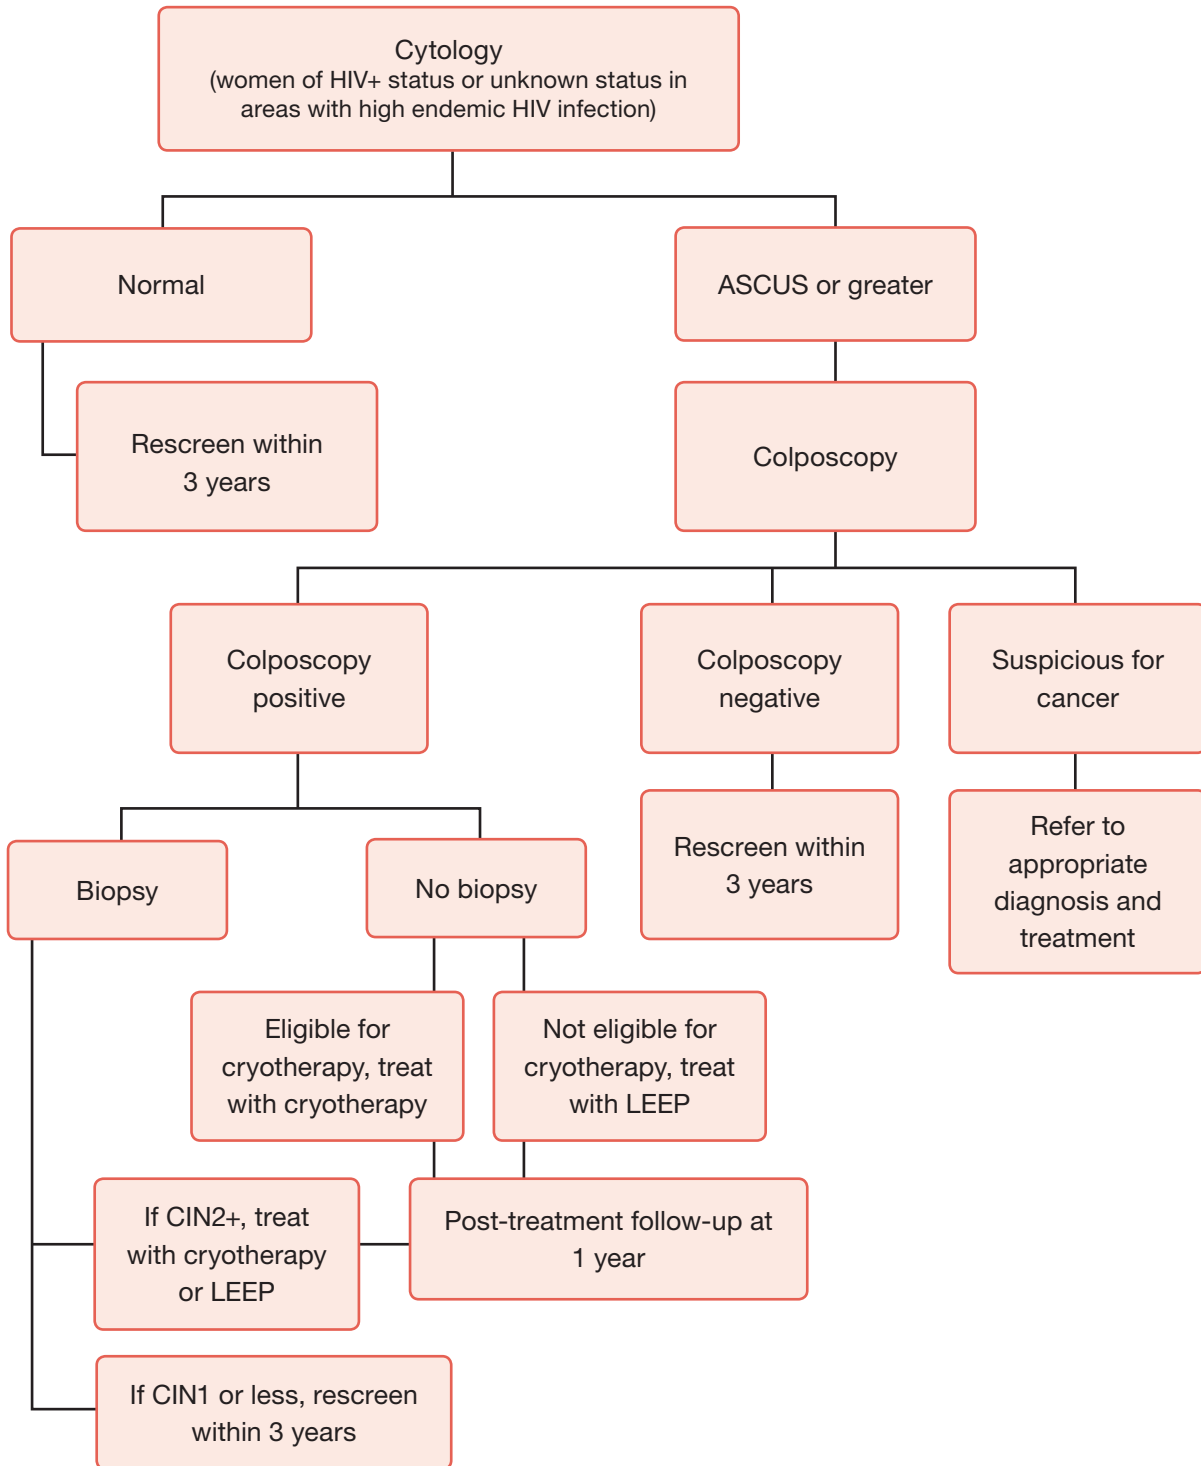 Cytology
(women of HIV+ status or unknown status in
areas with high endemic HIV infection)
Normal
ASCUS or greater
Rescreen within
3 years
Colposcopy
Colposcopy
positive
Colposcopy
negative
Suspicious for
cancer
Biopsy
No biopsy
Rescreen within
3 years
Refer to
appropriate
diagnosis and
treatment
Eligible for
cryotherapy, treat
with cryotherapy
Not eligible for
cryotherapy, treat
with LEEP
If CIN2+, treat
with cryotherapy
or LEEP
Post-treatment follow-up at
1 year
If CIN1 or less, rescreen
within 3 years